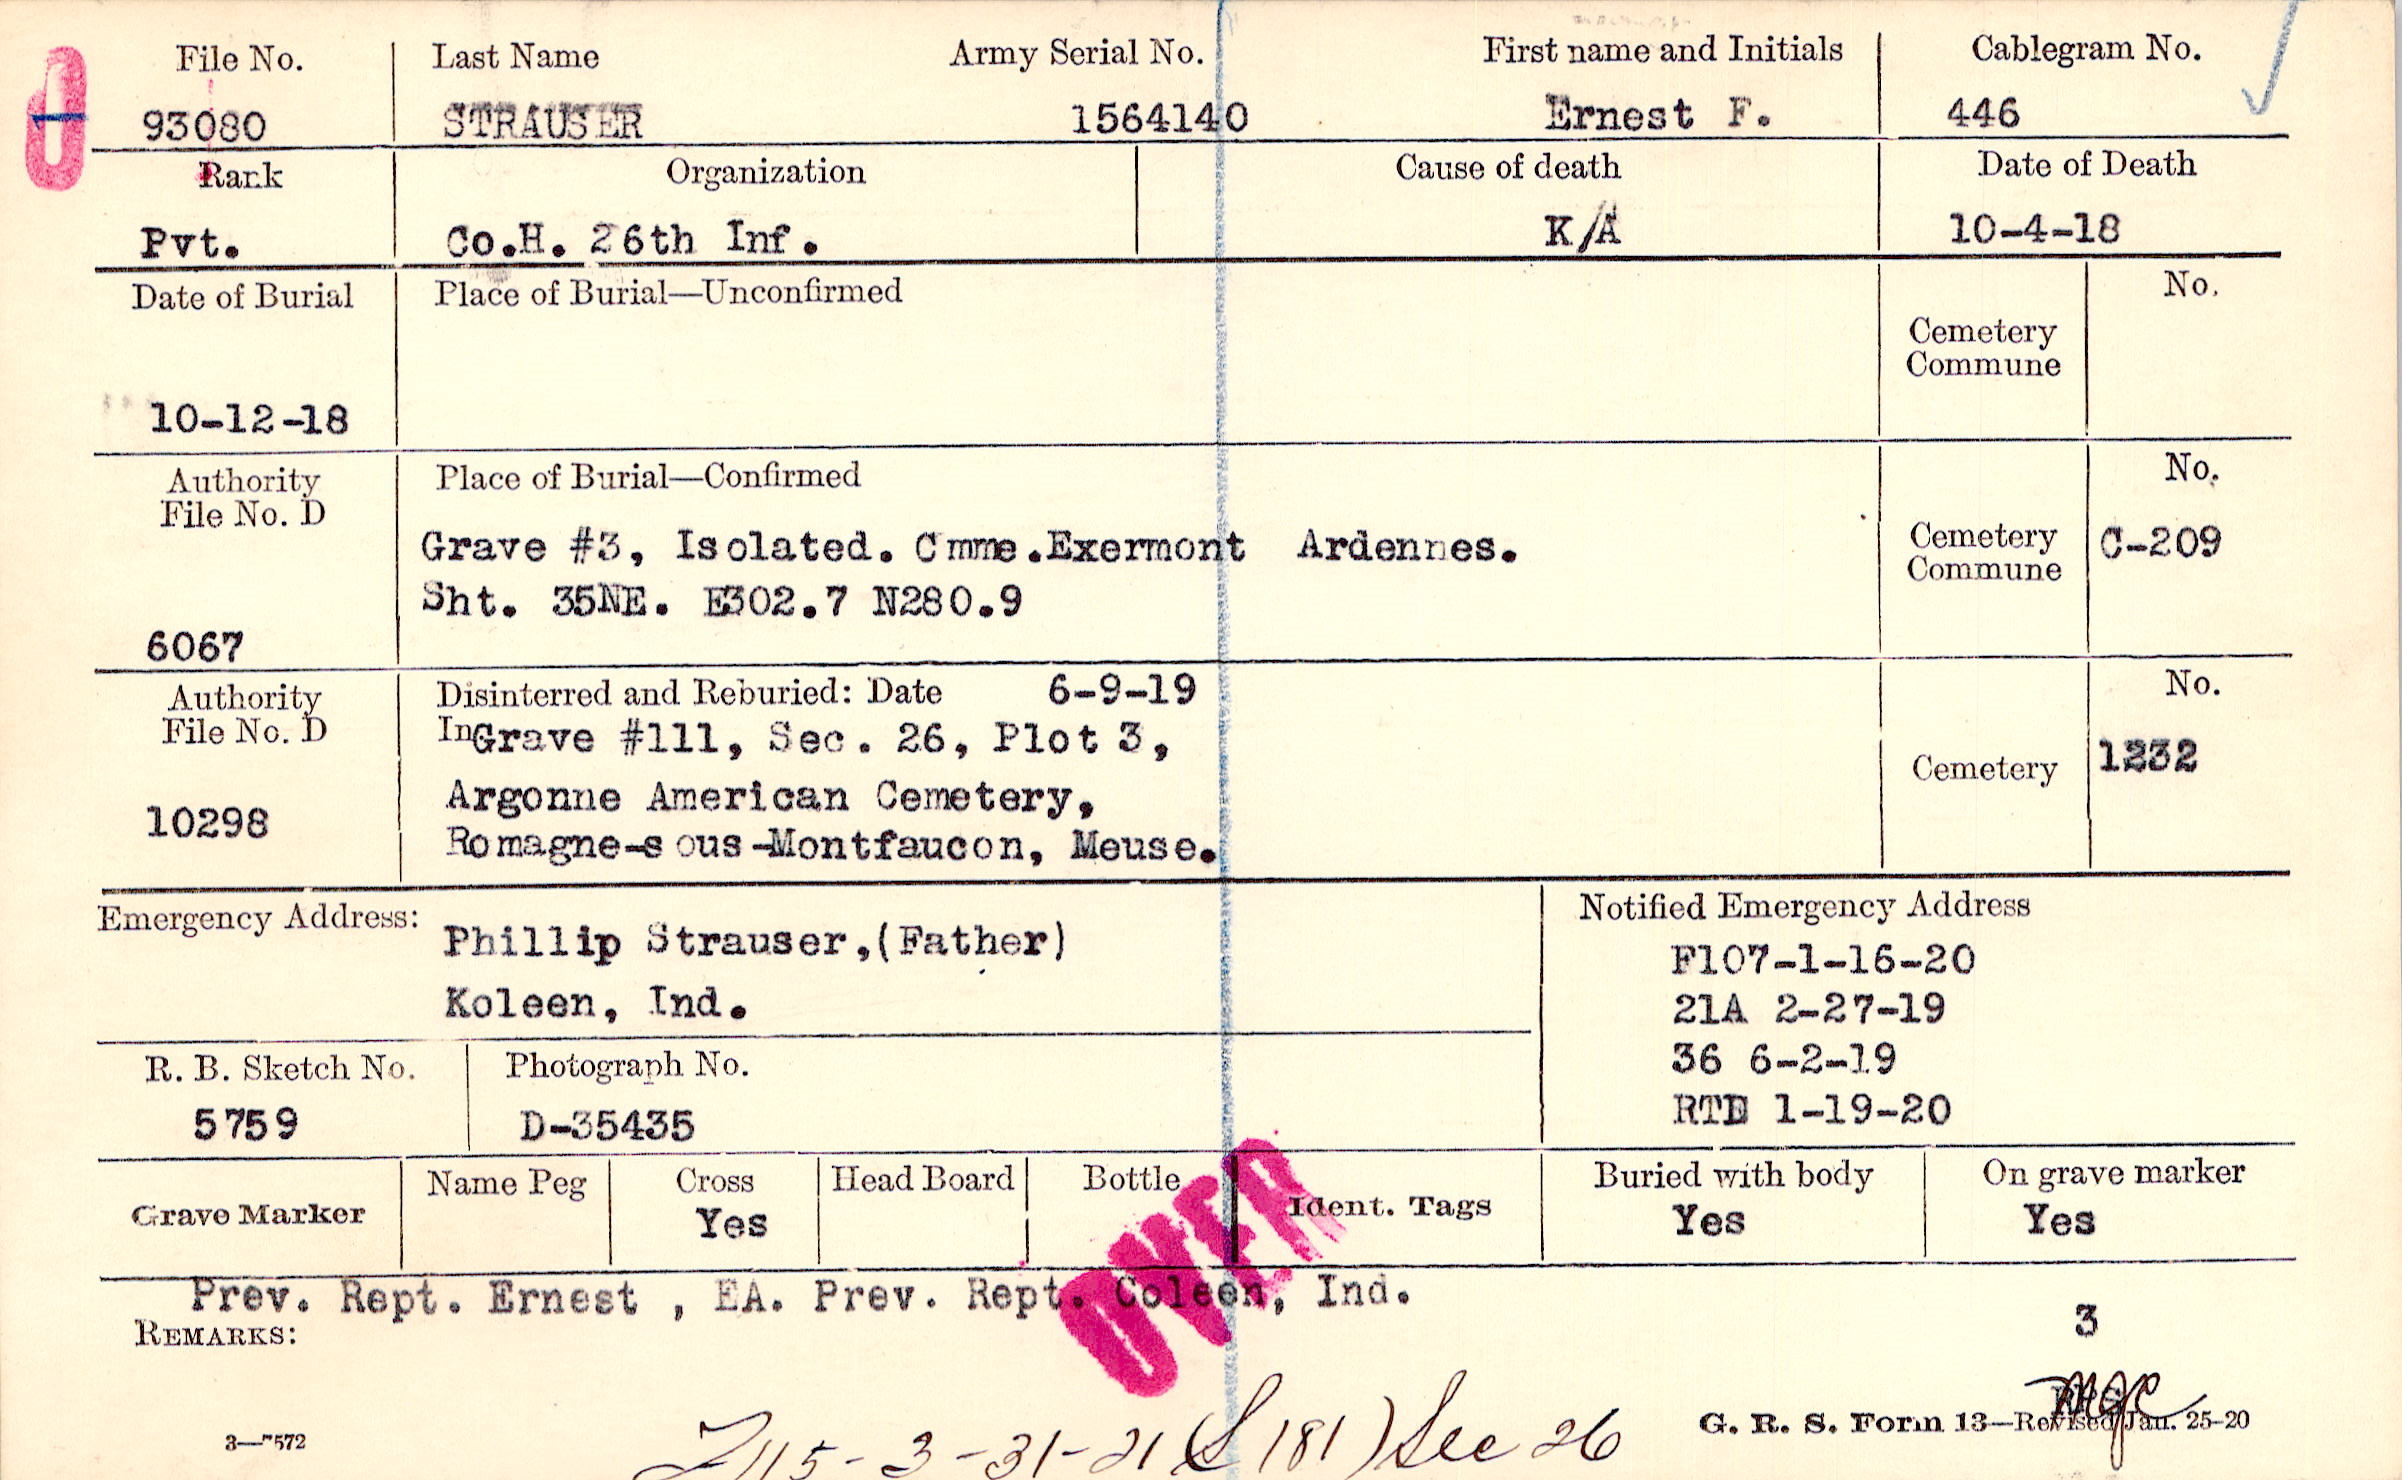 File No. Last Name Army Serial No. First name and Initials Cablegram No.
93080 STRAUSER 1564140 Ernest F. 446
Rank Organization Cause of death Date of Death
Pvt. Co.H. 26th Inf. K/A 10-4-18
Date of Burial Place of Burial—Unconfirmed No.
Cemetery
Commune
10-12-18
Authority Place of Burial—Confirmed No.
File No. D
Grave #3, Isolated. Cmme.Exermont Ardennes. Cemetery C-209
Commune
Sht. 35NE. E302.7 N280.9
6067
Authority Disinterred and Reburied: Date 6-9-19 No.
File No. D InGrave #111, Sec. 26, Plot 3,
Cemetery 1232
10298 Argonne American Cemetery,
Romagne-sous-Montfaucon, Meuse.
Emergency Address: Notified Emergency Address
Phillip Strauser,(Father) F107-1-16-20
Koleen, Ind. 21A 2-27-19
R. B. Sketch No. Photograph No. 36 6-2-19
5759 D-35435 RTD 1-19-20
Name Peg Cross Head Board Bottle Buried with body On grave marker
Grave Marker Yes Ident. Tags Yes Yes
OVER
Prev. Rept. Ernest , EA. Prev. Rept. Coleen, Ind.
REMARKS: 3
mgc
115-3-31-21 (S 181) Sec 26
G. R. S. Form 13—Revised Jan. 25-20